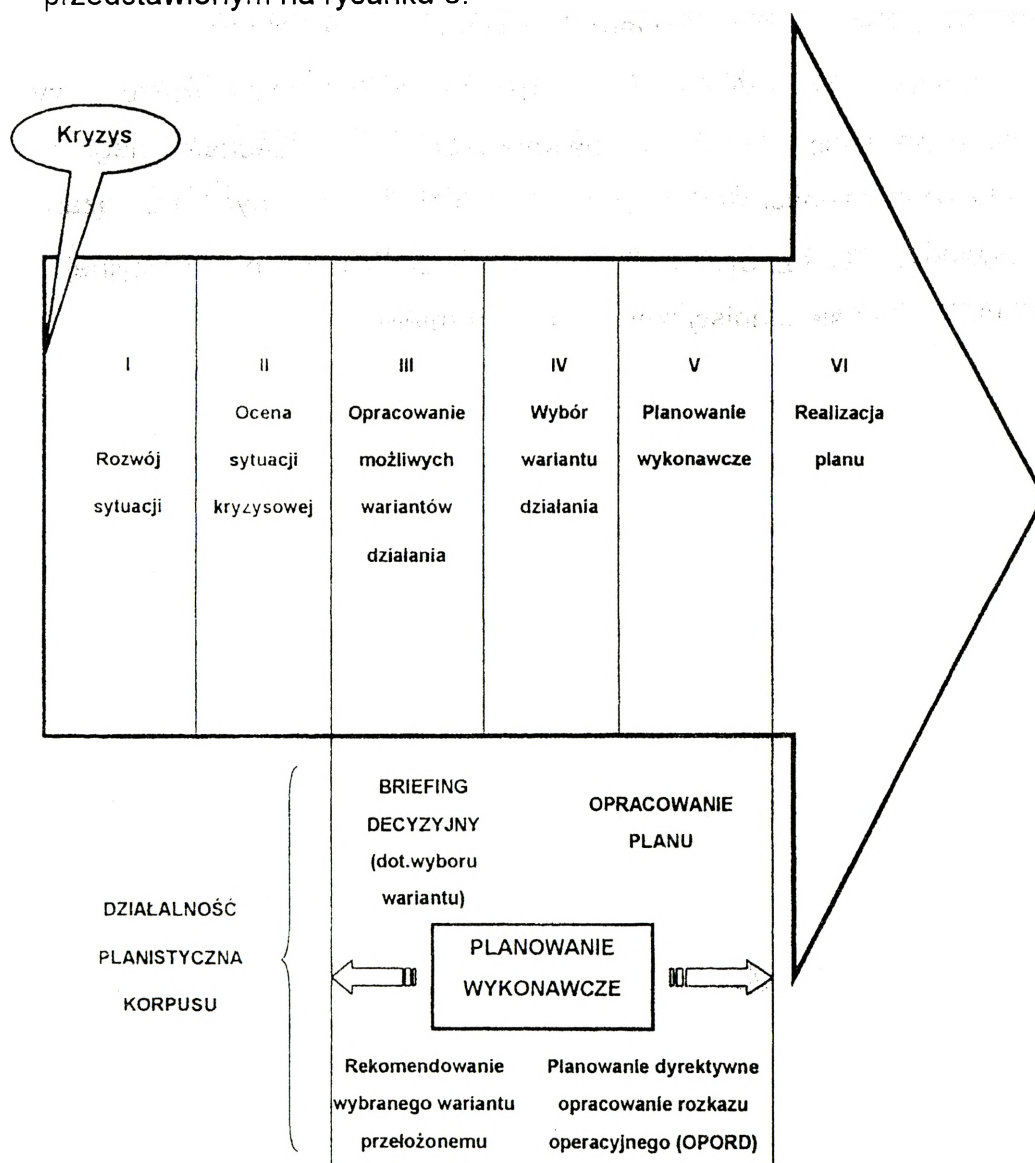 przedstawionym na rysunku
Kryzys
I
Rozwój
sytuacji
II
Ocena
sytuacji
kryzysowej
III
Opracowanie
możliwych
wariantów
działania
IV
Wybór
wariantu
działania
V
Planowanie
wykonawcze
VI
Realizacja
planu
DZIAŁALNOŚĆ
PLANISTYCZNA
KORPUSU
BRIEFING
DECYZYJNY
(dot.wyboru
wariantu)
OPRACOWANIE
PLANU
PLANOWANIE
WYKONAWCZE
Rekomendowanie
wybranego wariantu
przełożonemu
Planowanie dyrektywne
opracowanie rozkazu
operacyjnego (OPORD)